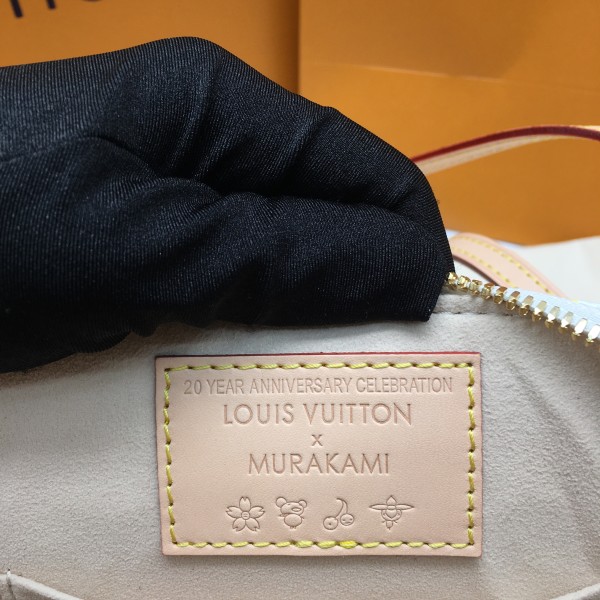 20 YEAR ANNIVERSARY CELEBRATION
LOUIS VUITTON
x
MURAKAMI